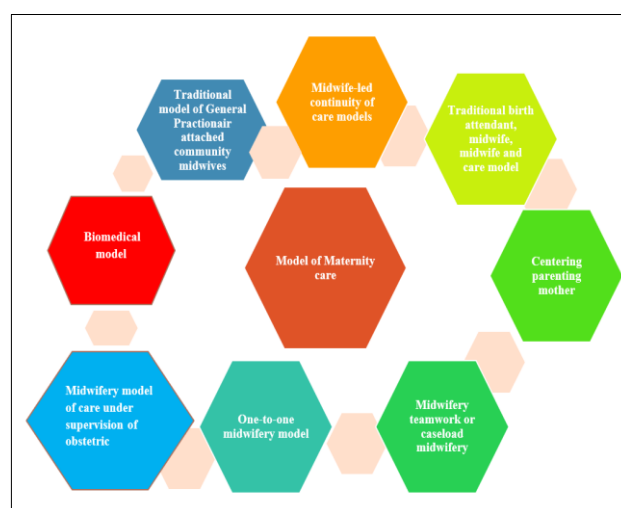 Midwife-led
continuity of
care models
Traditional
model of General
Practionair
attached
community
midwives
Traditional birth
attendant,
midwife,
midwife and
care model
Biomedical
model
Model of Maternity
care
Centering
parenting
mother
Midwifery model
of care under
supervision of
obstetric
One-to-one
midwifery model
Midwifery
teamwork or
caseload
midwifery